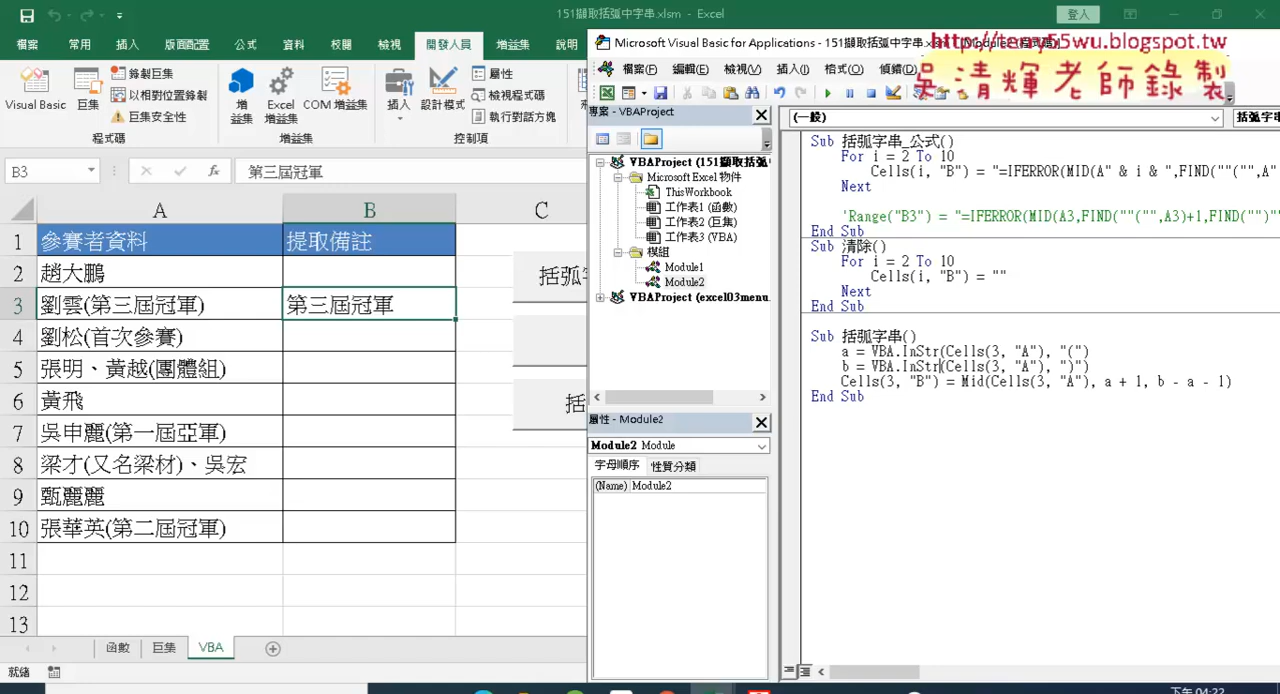 151擷取括弧中字串.xlsm - Excel
登入
檔案 常用 插入 版面配置 公式 資料 校閱 檢視 開發人員 增益集 說明
Visual Basic 巨集 錄製巨集 以相對位置錄製 巨集安全性
程式碼
增益集 Excel 增益集 COM 增益集
增益集
插入 設計模式 屬性 檢視程式碼 執行對話方塊
控制項
B3 fx 第三屆冠軍
A B C
1 參賽者資料 提取備註
2 趙大鵬
3 劉雲(第三屆冠軍) 第三屆冠軍
4 劉松(首次參賽)
5 張明、黃越(團體組)
6 黃飛
7 吳申麗(第一屆亞軍)
8 梁才(又名梁材)、吳宏
9 甄麗麗
10 張華英(第二屆冠軍)
11
12
13
括弧
括
函數 巨集 VBA
就緒
Microsoft Visual Basic for Applications - 151擷取括弧中字串.xls
http://terry55wu.blogspot.tw
吳清輝老師錄製
檔案(F) 編輯(E) 檢視(V) 插入(I) 格式(O) 偵錯(D)
專案 - VBAProject
VBAProject (151擷取括弧
Microsoft Excel 物件
ThisWorkbook
工作表1 (函數)
工作表2 (巨集)
工作表3 (VBA)
模組
Module1
Module2
VBAProject (excel03menu.
屬性 - Module2
Module2 Module
字母順序 性質分類
(Name) Module2
(一般) 括弧字串
Sub 括弧字串_公式()
For i = 2 To 10
Cells(i, "B") = "=IFERROR(MID(A" & i & ",FIND(""("",A"
Next
'Range("B3") = "=IFERROR(MID(A3,FIND(""("",A3)+1,FIND("")"
End Sub
Sub 清除()
For i = 2 To 10
Cells(i, "B") = ""
Next
End Sub
Sub 括弧字串()
a = VBA.InStr(Cells(3, "A"), "(")
b = VBA.InStr(Cells(3, "A"), ")")
Cells(3, "B") = Mid(Cells(3, "A"), a + 1, b - a - 1)
End Sub
下午 04:22